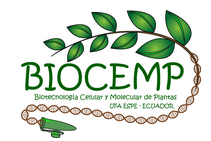 BIOCEMP
Biotecnología Celular y Molecular de Plantas
UFA ESPE - ECUADOR